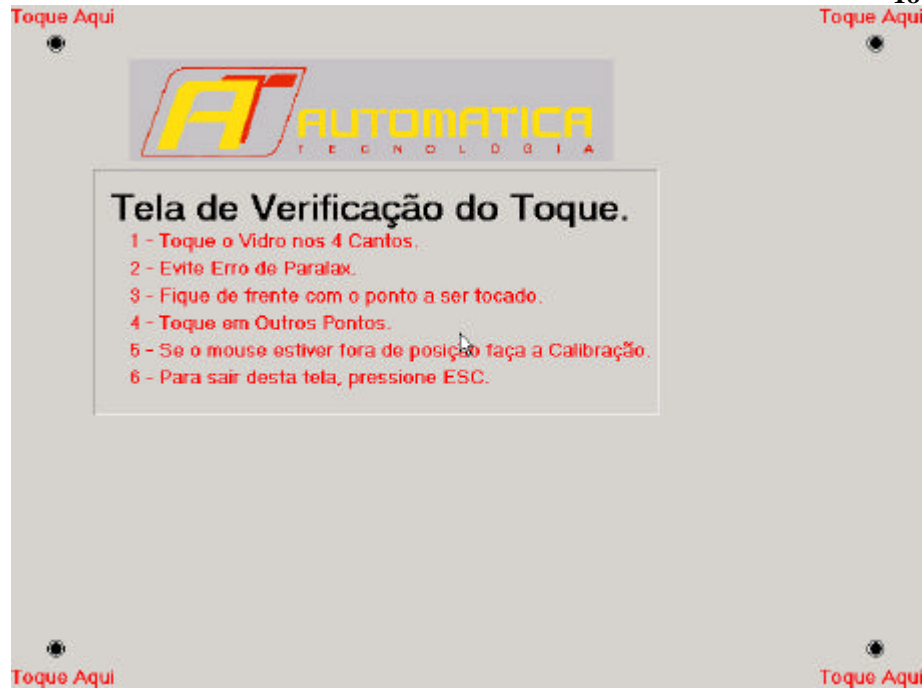 Toque Aqui
Toque Aqui
AT AUTOMATICA
TECNOLOGIA
Tela de Verificação do Toque.
1 - Toque o Vidro nos 4 Cantos.
2 - Evite Erro de Paralax.
3 - Fique de frente com o ponto a ser tocado.
4 - Toque em Outros Pontos.
5 - Se o mouse estiver fora de posição faça a Calibração.
6 - Para sair desta tela, pressione ESC.
Toque Aqui
Toque Aqui